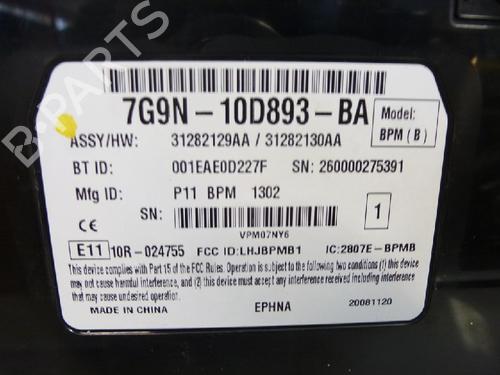 7G9N-10D893-BA
Model:
BPM (B)
ASSY/HW: 31282129AA / 31282130AA
BT ID: 001EAE0D227F SN: 260000275391
Mfg ID: P11 BPM 1302
SN:
1
VPM07NY6
E11 10R-024755 FCC ID:LHJBPMB1 IC:2807E-BPMB
This device complies with Part 15 of the FCC Rules. Operation is subject to the following two conditions (1) this device
may not cause harmful interference, and (2) this device must accept any interference received, including
interference that may cause undesired operation.
MADE IN CHINA EPHNA 20081120
B-PARTS